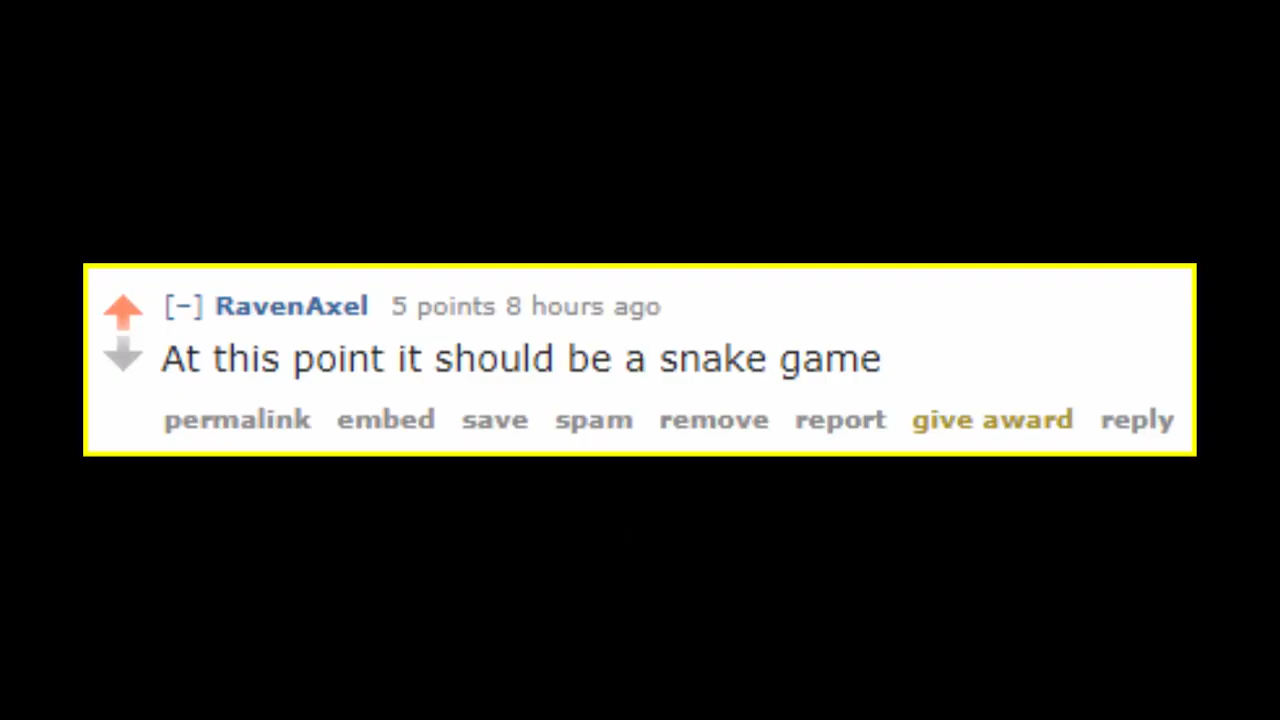 [–] RavenAxel 5 points 8 hours ago
At this point it should be a snake game
permalink embed save spam remove report give award reply